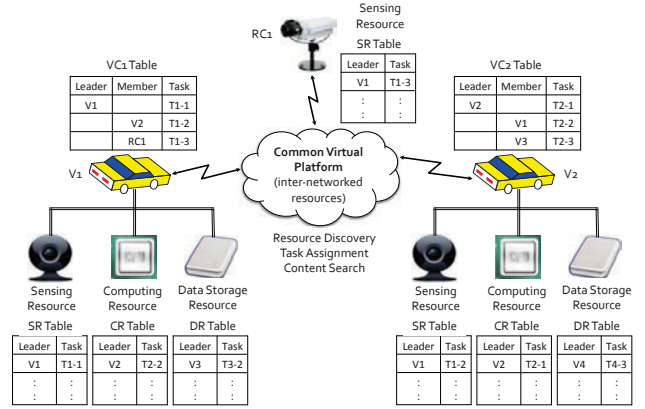 Sensing
Resource
RC1
SR Table
Leader Task
V1 T1-3
: :
: :
VC1 Table
Leader Member Task
V1 T1-1
V2 T1-2
RC1 T1-3
V1
VC2 Table
Leader Member Task
V2 T2-1
V1 T2-2
V3 T2-3
V2
Common Virtual
Platform
(inter-networked
resources)
Resource Discovery
Task Assignment
Content Search
Sensing
Resource
Computing
Resource
Data Storage
Resource
SR Table
Leader Task
V1 T1-1
: :
: :
CR Table
Leader Task
V2 T2-2
: :
: :
DR Table
Leader Task
V3 T3-2
: :
: :
Sensing
Resource
Computing
Resource
Data Storage
Resource
SR Table
Leader Task
V1 T1-2
: :
: :
CR Table
Leader Task
V2 T2-1
: :
: :
DR Table
Leader Task
V4 T4-3
: :
: :